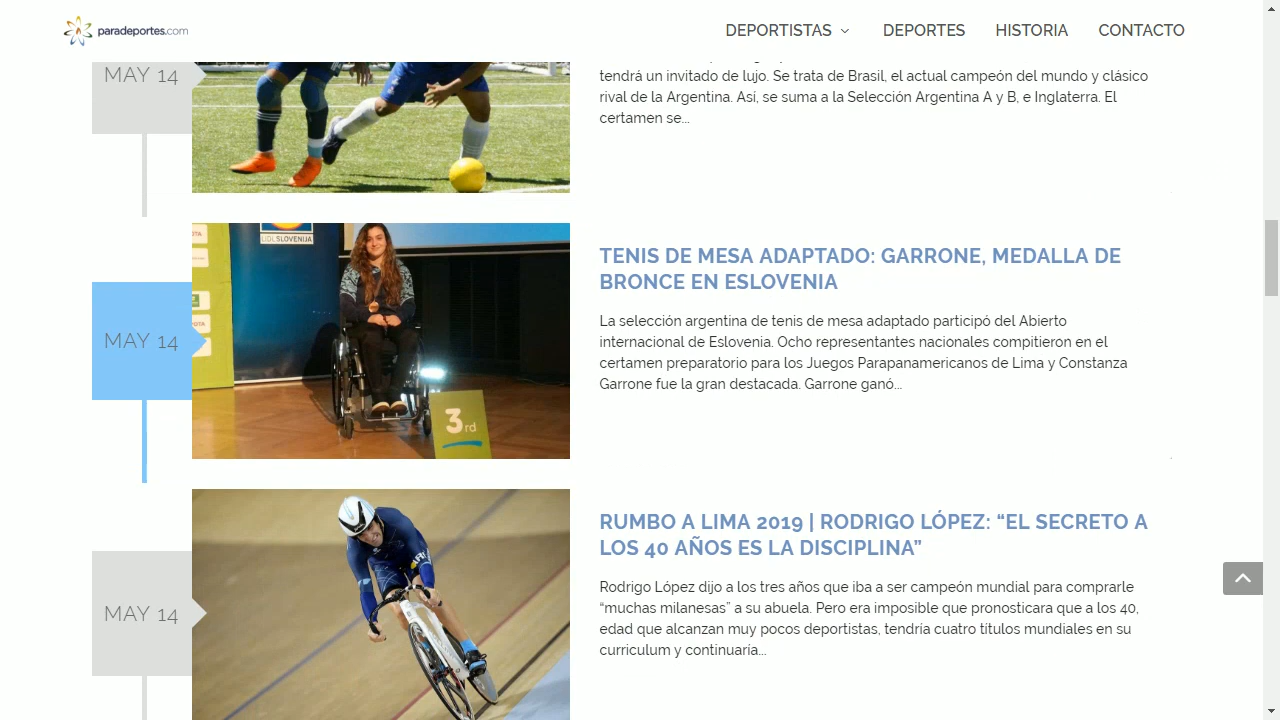 paradeportes.com
DEPORTISTAS
DEPORTES
HISTORIA
CONTACTO
MAY 14
tendrá un invitado de lujo. Se trata de Brasil, el actual campeón del mundo y clásico
rival de la Argentina. Así, se suma a la Selección Argentina A y B, e Inglaterra. El
certamen se...
LIDL SLOVENIJA
3rd
MAY 14
TENIS DE MESA ADAPTADO: GARRONE, MEDALLA DE
BRONCE EN ESLOVENIA
La selección argentina de tenis de mesa adaptado participó del Abierto
internacional de Eslovenia. Ocho representantes nacionales compitieron en el
certamen preparatorio para los Juegos Parapanamericanos de Lima y Constanza
Garrone fue la gran destacada. Garrone ganó...
MAY 14
RUMBO A LIMA 2019 | RODRIGO LÓPEZ: “EL SECRETO A
LOS 40 AÑOS ES LA DISCIPLINA”
Rodrigo López dijo a los tres años que iba a ser campeón mundial para comprarle
“muchas milanesas” a su abuela. Pero era imposible que pronosticara que a los 40,
edad que alcanzan muy pocos deportistas, tendría cuatro títulos mundiales en su
curriculum y continuaría...